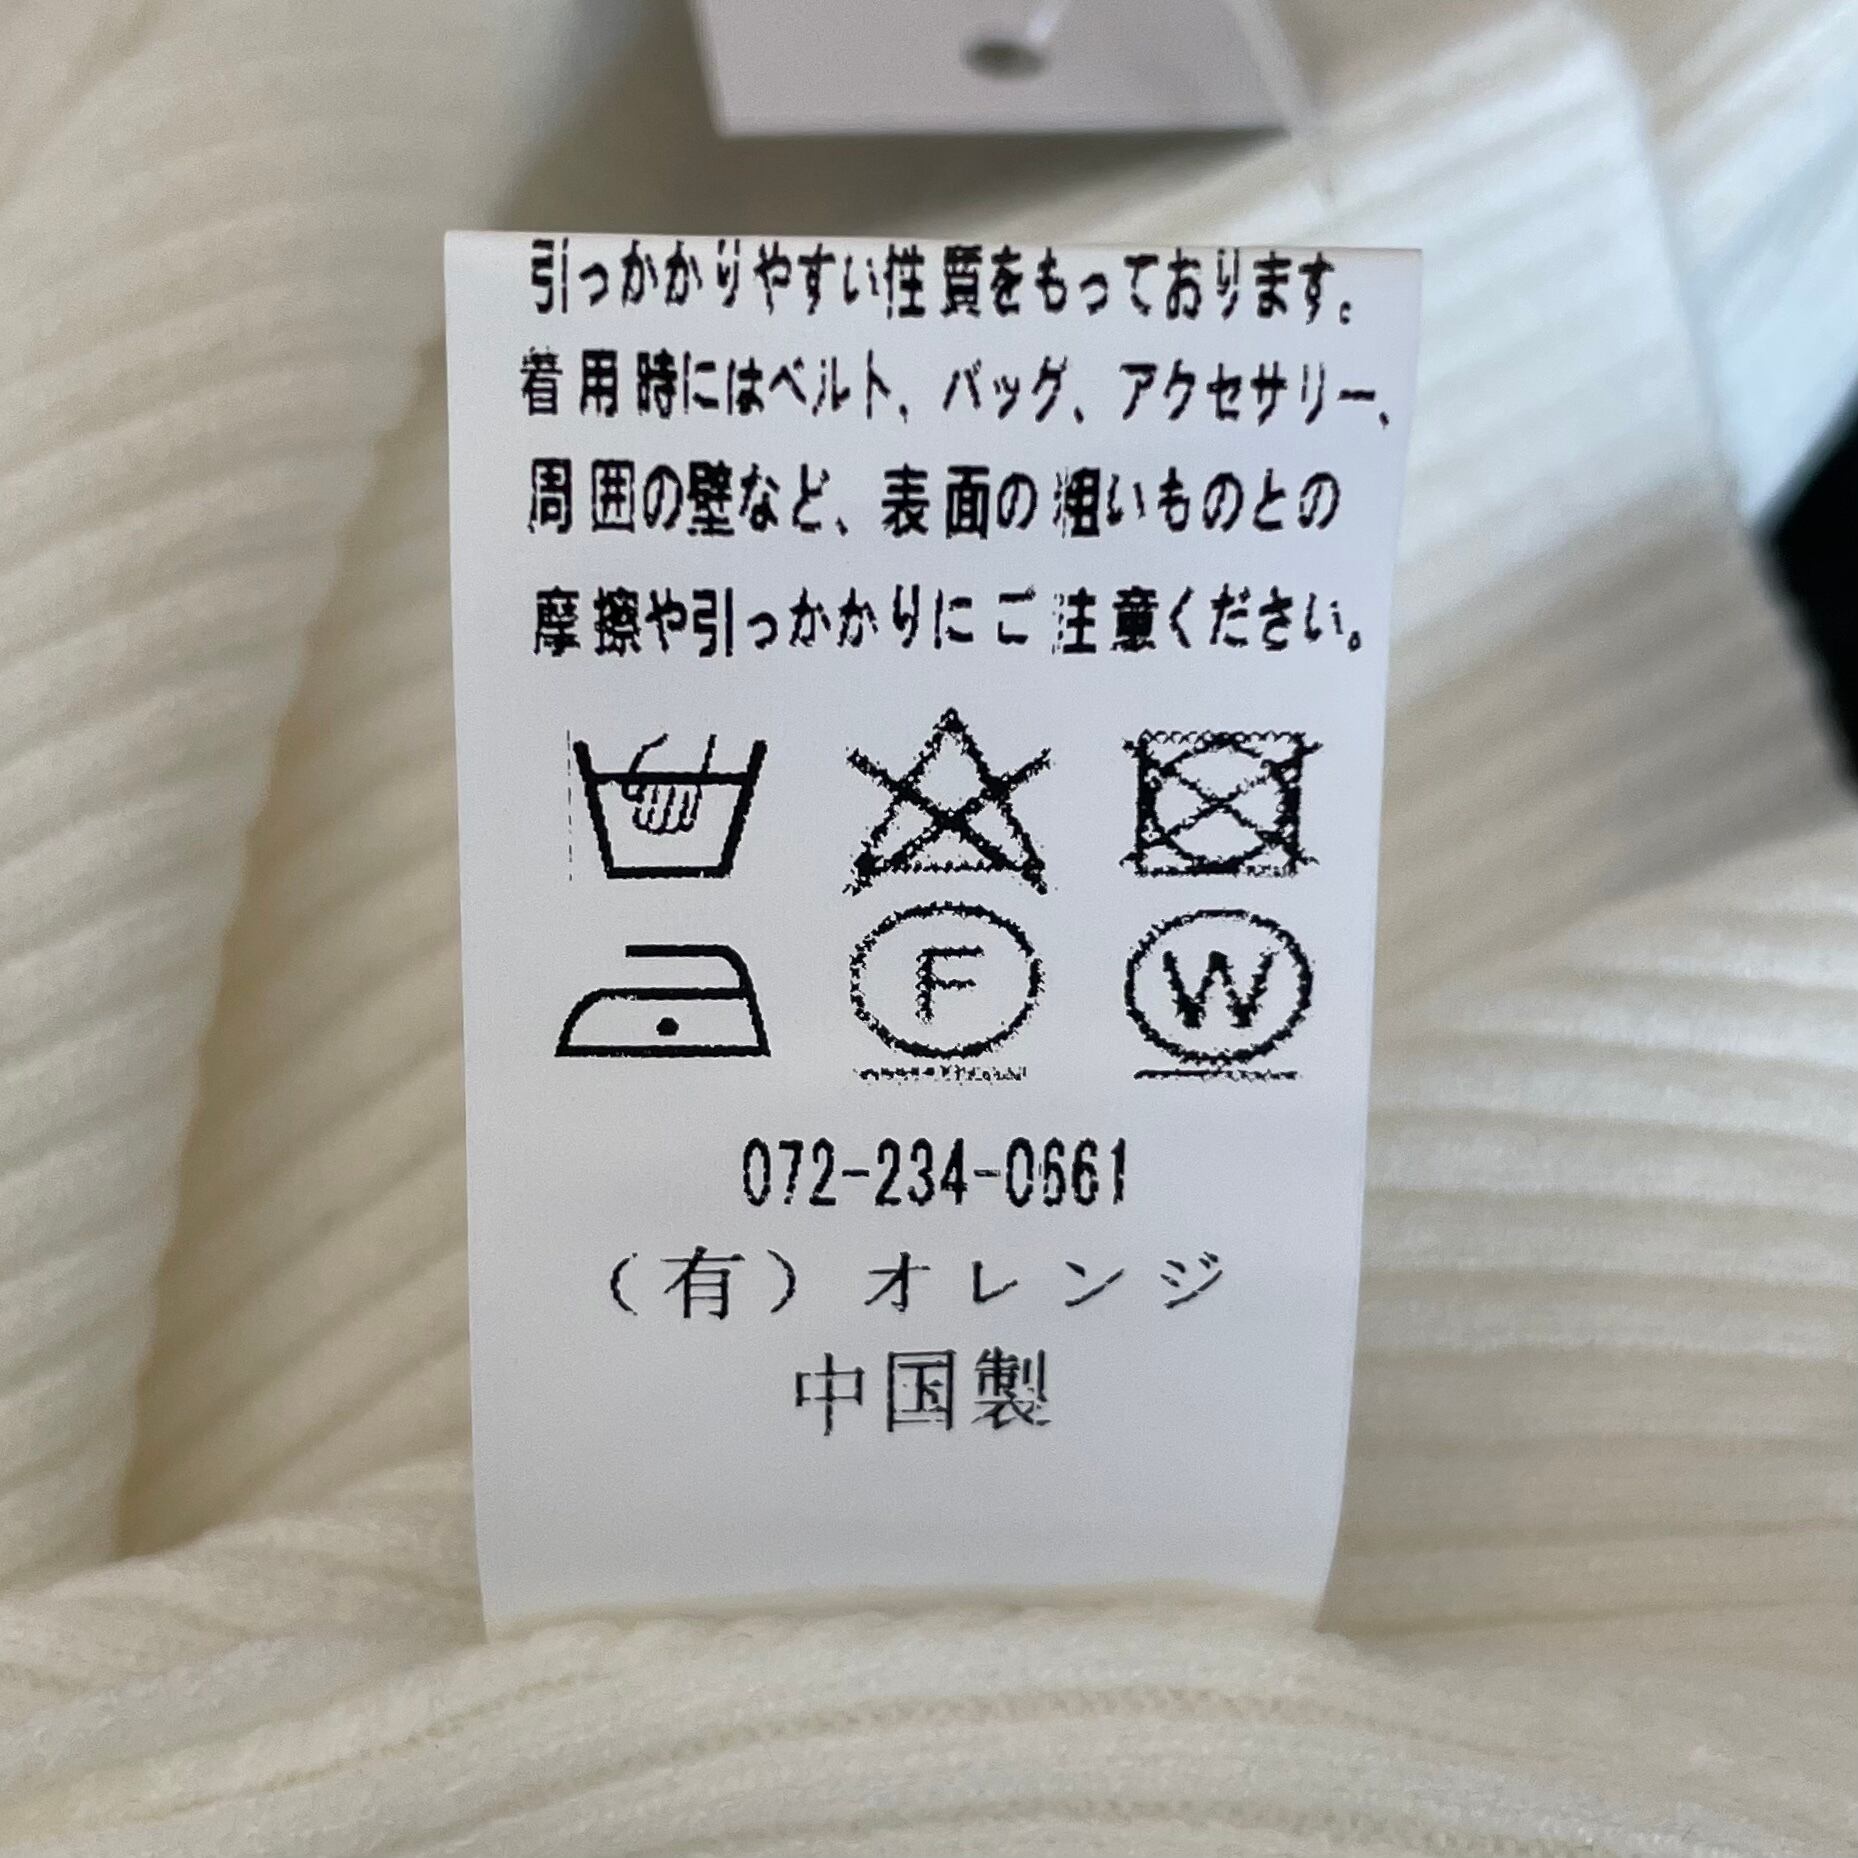 引っかかりやすい性質をもっております。
着用時にはベルト、バッグ、アクセサリー、
周囲の壁など、表面の粗いものとの
摩擦や引っかかりにご注意ください。
F
W
072-234-0661
(有)オレンジ
中国製